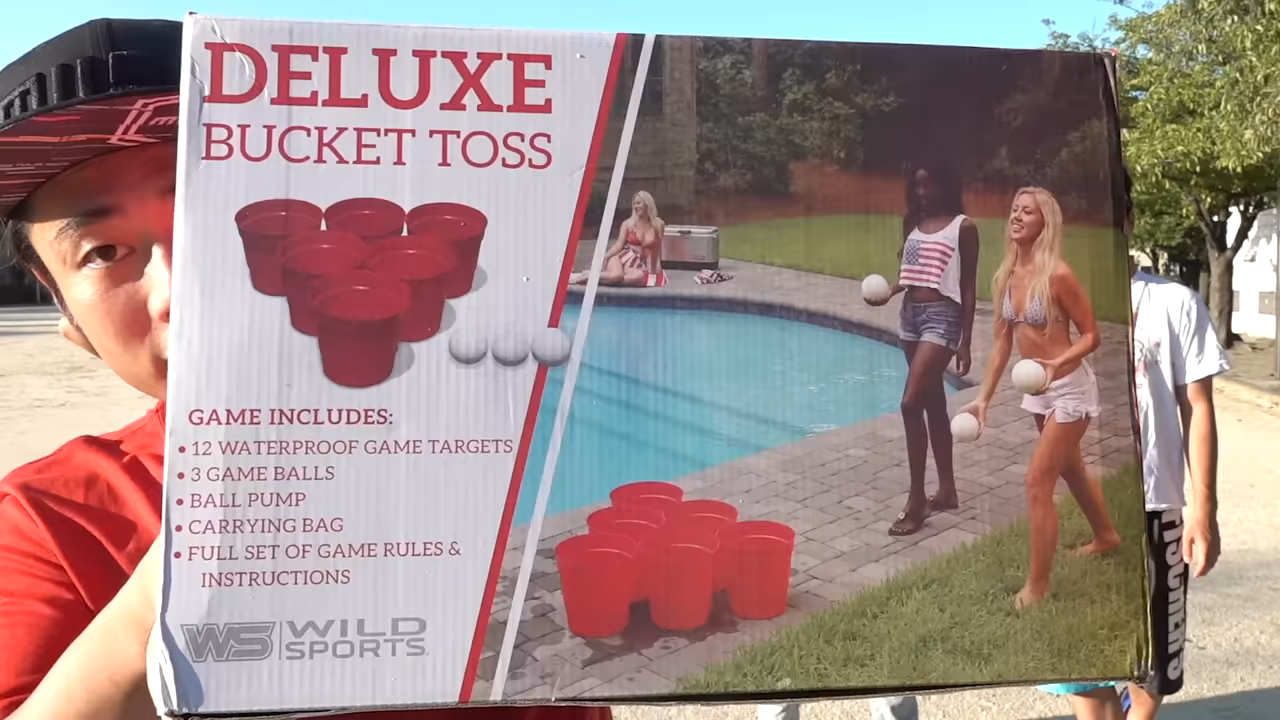 DELUXE
BUCKET TOSS
GAME INCLUDES:
• 12 WATERPROOF GAME TARGETS
• 3 GAME BALLS
• BALL PUMP
• CARRYING BAG
• FULL SET OF GAME RULES &
INSTRUCTIONS
WS WILD
SPORTS